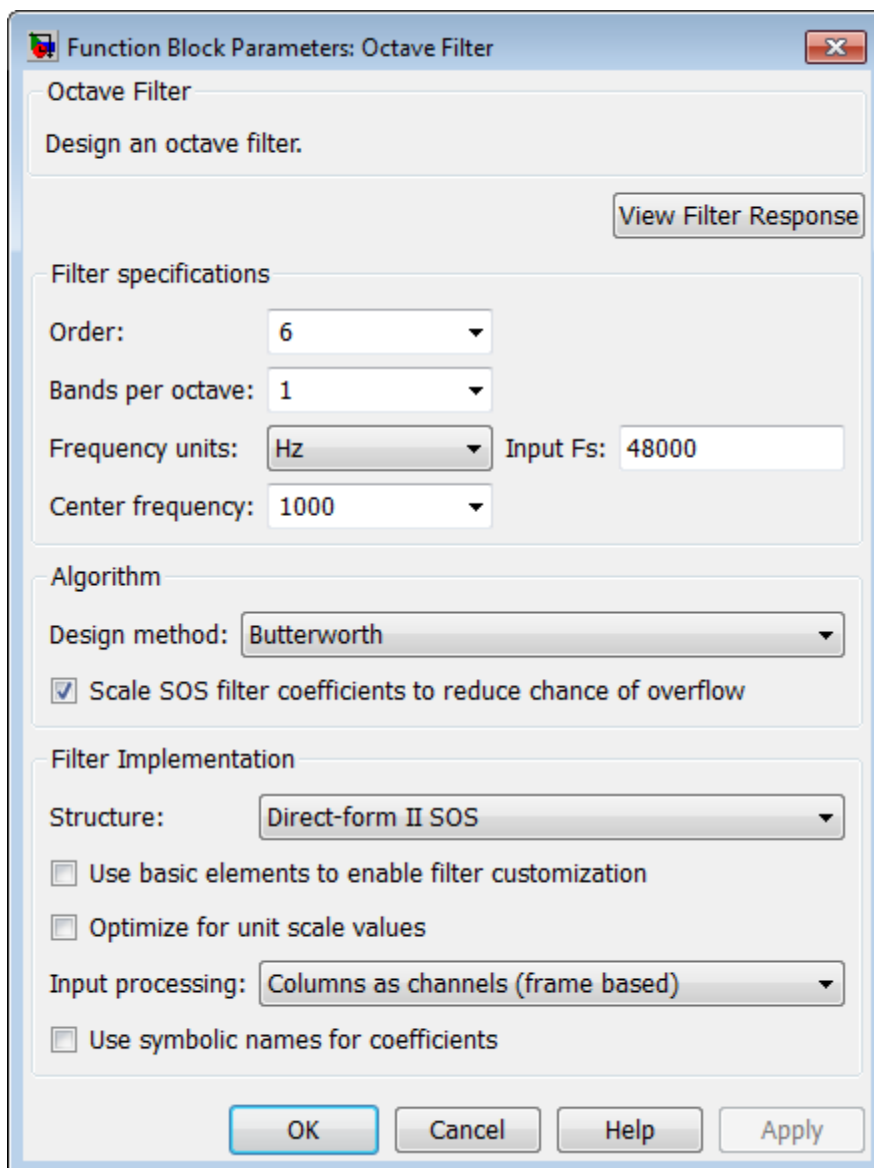 Function Block Parameters: Octave Filter
Octave Filter
Design an octave filter.
View Filter Response
Filter specifications
Order: 6
Bands per octave: 1
Frequency units: Hz Input Fs: 48000
Center frequency: 1000
Algorithm
Design method: Butterworth
Scale SOS filter coefficients to reduce chance of overflow
Filter Implementation
Structure: Direct-form II SOS
Use basic elements to enable filter customization
Optimize for unit scale values
Input processing: Columns as channels (frame based)
Use symbolic names for coefficients
OK Cancel Help Apply